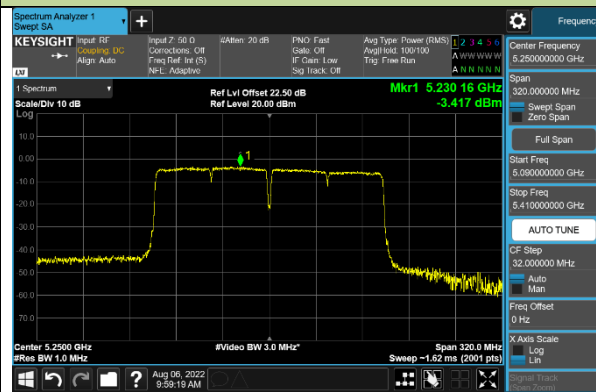 Spectrum Analyzer 1
Swept SA
+
Frequenc
KEYSIGHT
Input: RF
Coupling: DC
Align: Auto
Input Z: 50 Ω
Corrections: Off
Freq Ref: Int (S)
NFE: Adaptive
#Atten: 20 dB
PNO: Fast
Gate: Off
IF Gain: Low
Sig Track: Off
Avg Type: Power (RMS)
Avg|Hold: 100/100
Trig: Free Run
1 2 3 4 5 6
A W W W W W
A N N N N N
LXI
1 Spectrum
Scale/Div 10 dB
Log
Ref Lvl Offset 22.50 dB
Ref Level 20.00 dBm
Mkr1 5.230 16 GHz
-3.417 dBm
10.0
0.00
-10.0
-20.0
-30.0
-40.0
-50.0
-60.0
-70.0
1
Center 5.2500 GHz
#Res BW 1.0 MHz
#Video BW 3.0 MHz*
Span 320.0 MHz
Sweep ~1.62 ms (2001 pts)
Aug 06, 2022
9:59:19 AM
Center Frequency
5.250000000 GHz
Span
320.000000 MHz
Swept Span
Zero Span
Full Span
Start Freq
5.090000000 GHz
Stop Freq
5.410000000 GHz
AUTO TUNE
CF Step
32.000000 MHz
Auto
Man
Freq Offset
0 Hz
X Axis Scale
Log
Lin
Signal Track
(Span Zoom)